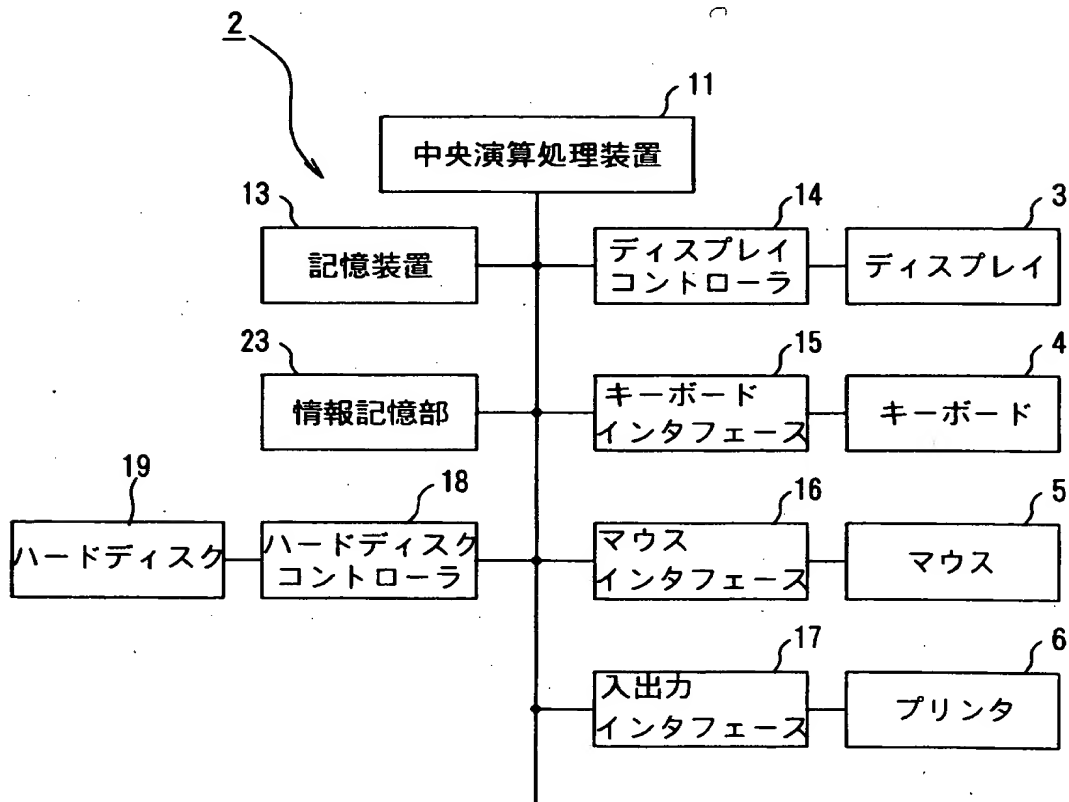 2
11
中央演算処理装置
13
記憶装置
14
ディスプレイ
コントローラ
3
ディスプレイ
23
情報記憶部
15
キーボード
インタフェース
4
キーボード
19
ハードディスク
18
ハードディスク
コントローラ
16
マウス
インタフェース
5
マウス
17
入出力
インタフェース
6
プリンタ